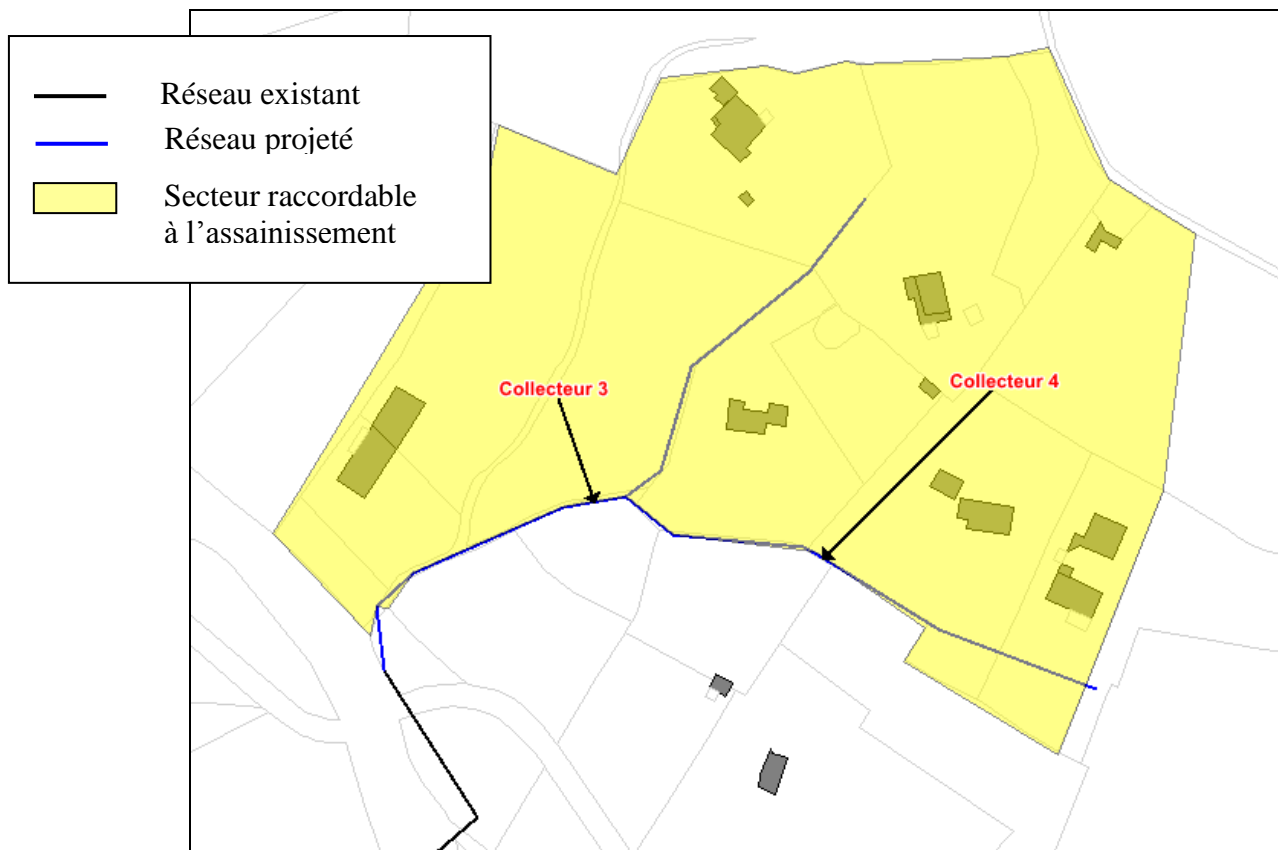 Réseau existant
Réseau projeté
Secteur raccordable
à l'assainissement
Collecteur 3
Collecteur 4